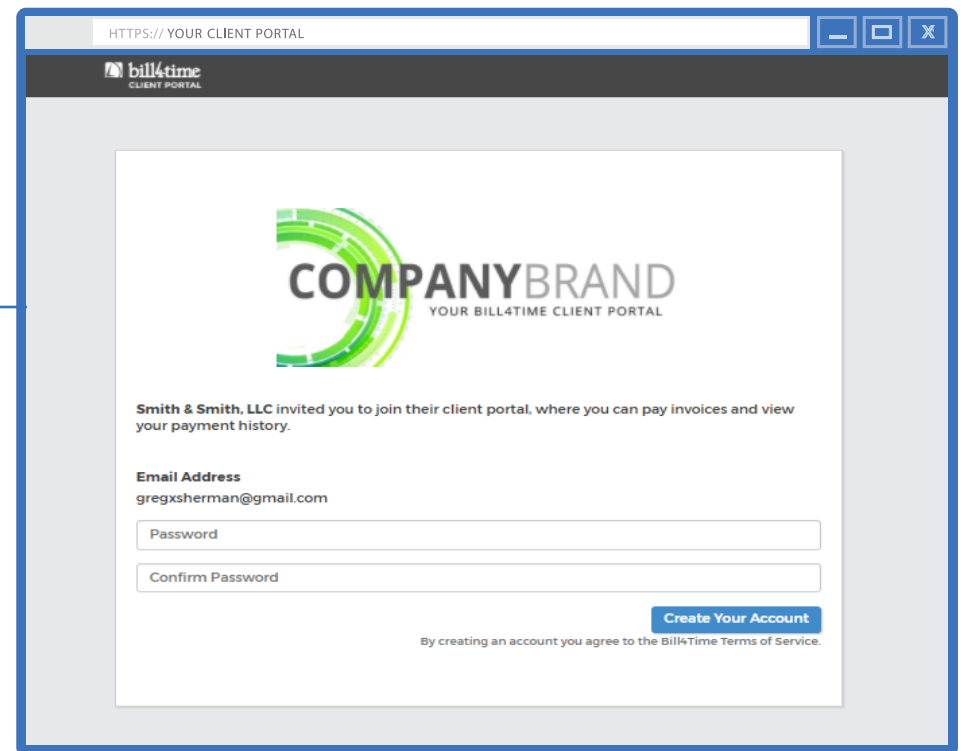 HTTPS:// YOUR CLIENT PORTAL
X
bill4time
CLIENT PORTAL
COMPANYBRAND
YOUR BILL4TIME CLIENT PORTAL
Smith & Smith, LLC invited you to join their client portal, where you can pay invoices and view
your payment history.
Email Address
gregxsherman@gmail.com
Password
Confirm Password
Create Your Account
By creating an account you agree to the Bill4Time Terms of Service.